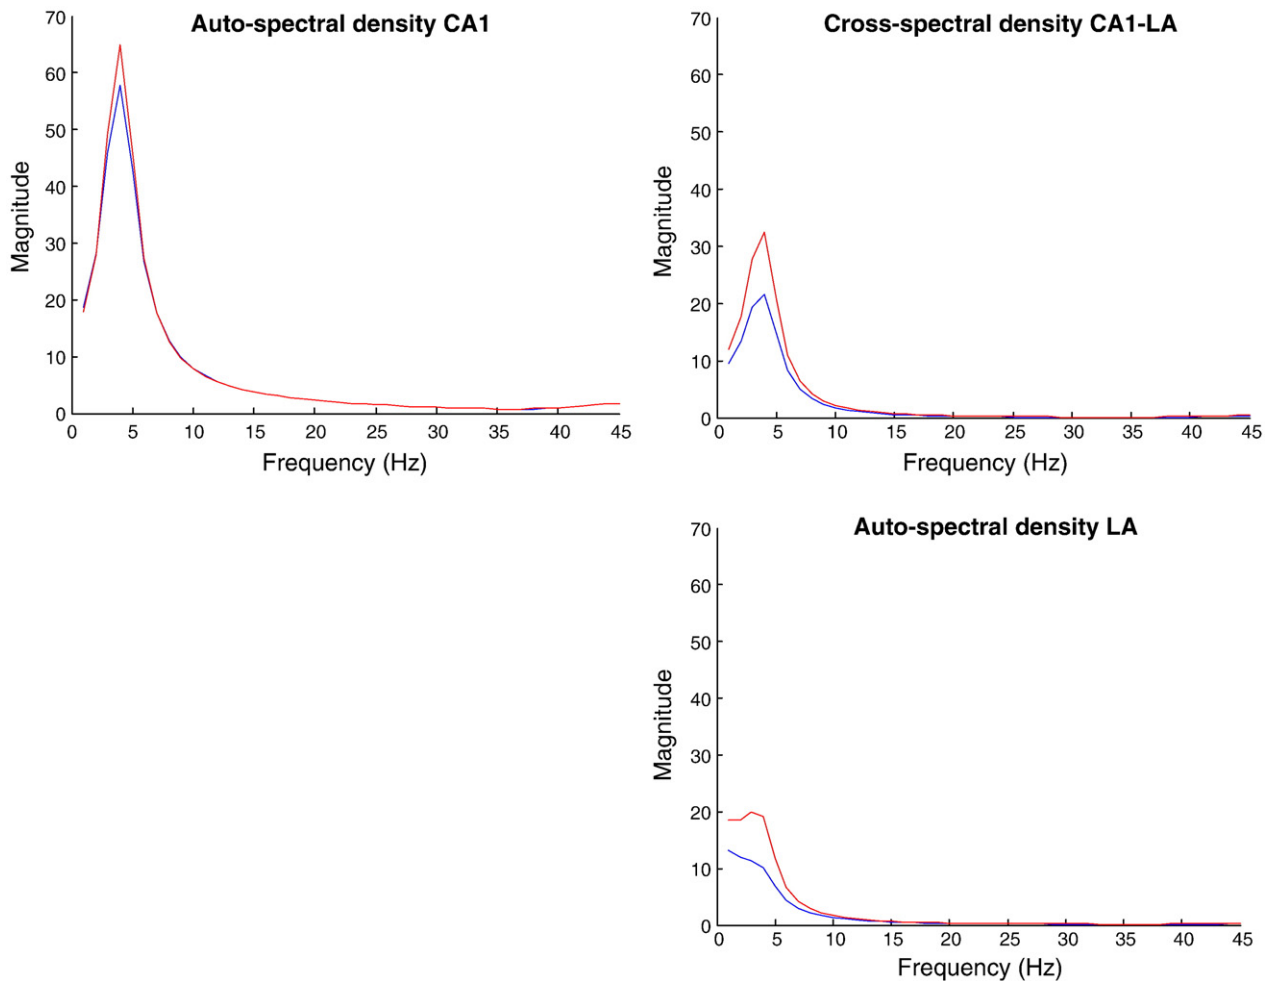 Auto-spectral density CA1
70
60
50
40
30
20
10
0
Magnitude
0 5 10 15 20 25 30 35 40 45
Frequency (Hz)
Cross-spectral density CA1-LA
70
60
50
40
30
20
10
0
Magnitude
0 5 10 15 20 25 30 35 40 45
Frequency (Hz)
Auto-spectral density LA
70
60
50
40
30
20
10
0
Magnitude
0 5 10 15 20 25 30 35 40 45
Frequency (Hz)